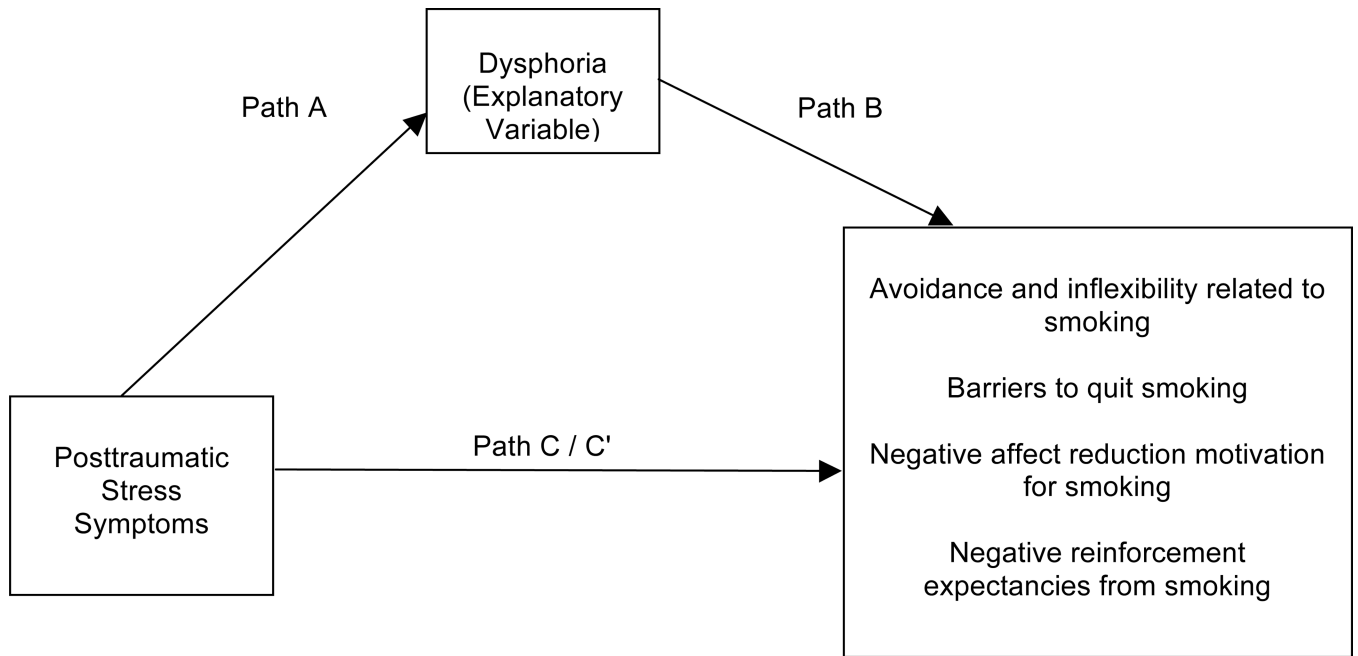 Dysphoria
(Explanatory
Variable)
Path A
Path B
Avoidance and inflexibility related to
smoking
Barriers to quit smoking
Path C / C'
Negative affect reduction motivation
for smoking
Posttraumatic
Stress
Symptoms
Negative reinforcement
expectancies from smoking